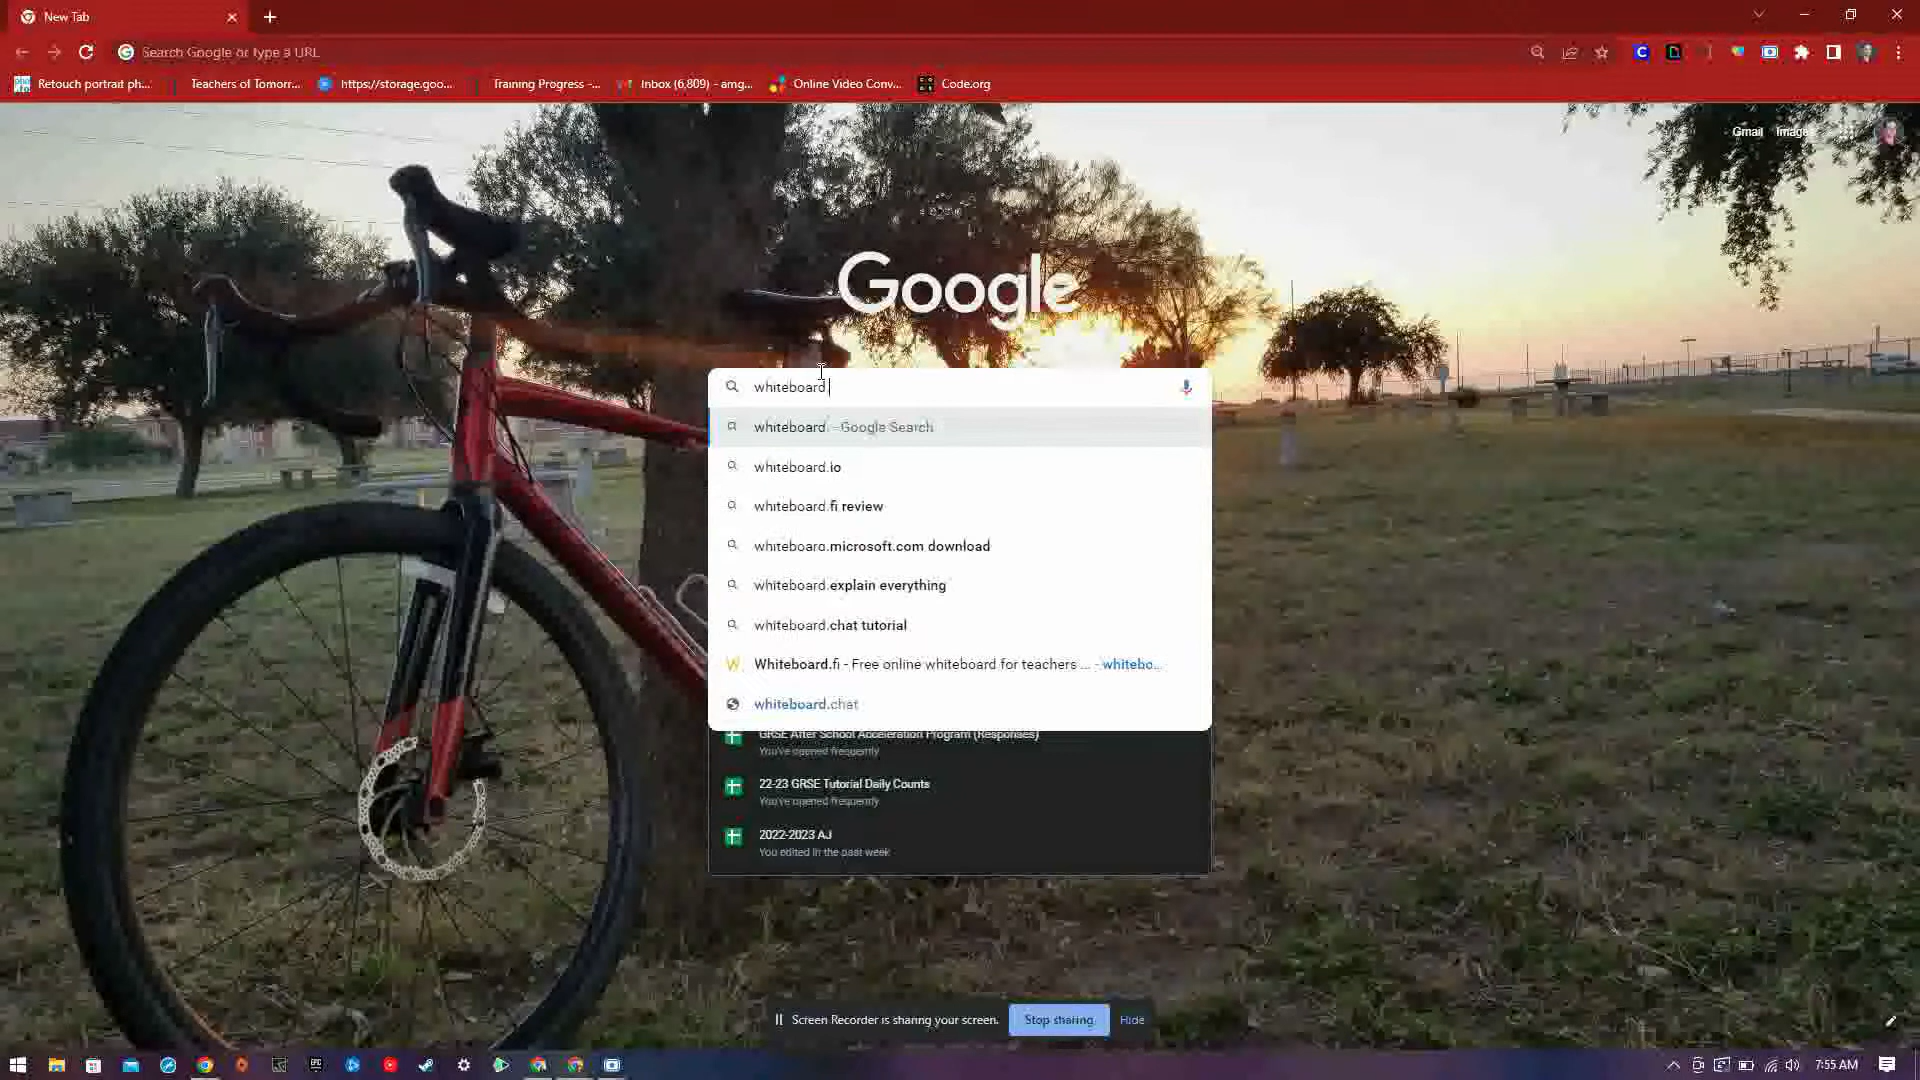 New Tab
Search Google or type a URL
Retouch portrait ph...
Teachers of Tomorr...
https://storage.goo...
Training Progress -...
Inbox (6,809) - amg...
Online Video Conv...
Code.org
Gmail Images
Google
whiteboard.
whiteboard. - Google Search
whiteboard.io
whiteboard.fi review
whiteboard.microsoft.com download
whiteboard.explain everything
whiteboard.chat tutorial
Whiteboard.fi - Free online whiteboard for teachers ... - whitebo...
whiteboard.chat
GRSE After School Acceleration Program (Responses)
You've opened frequently
22-23 GRSE Tutorial Daily Counts
You've opened frequently
2022-2023 AJ
You edited in the past week
Screen Recorder is sharing your screen.
Stop sharing
Hide
7:55 AM